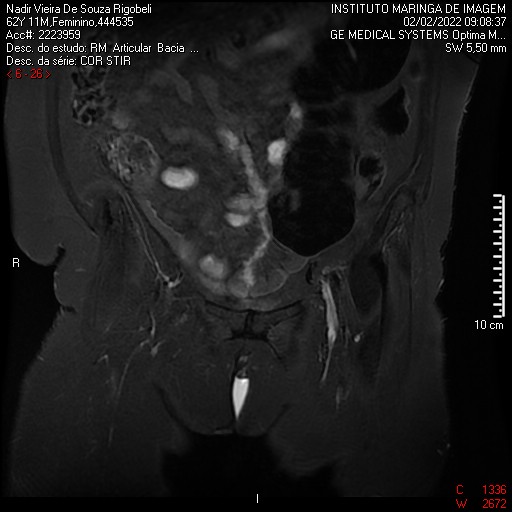 Nadir Vieira De Souza Rigobeli
62Y 11M,Feminino,444535
Acc#: 2223959
Desc. do estudo: RM Articular Bacia ...
Desc. da série: COR STIR
< 6 - 26 >
INSTITUTO MARINGA DE IMAGEM
02/02/2022 09:08:37
GE MEDICAL SYSTEMS Optima M...
SW 5,50 mm
R
10 cm
I
C 1336
W 2672